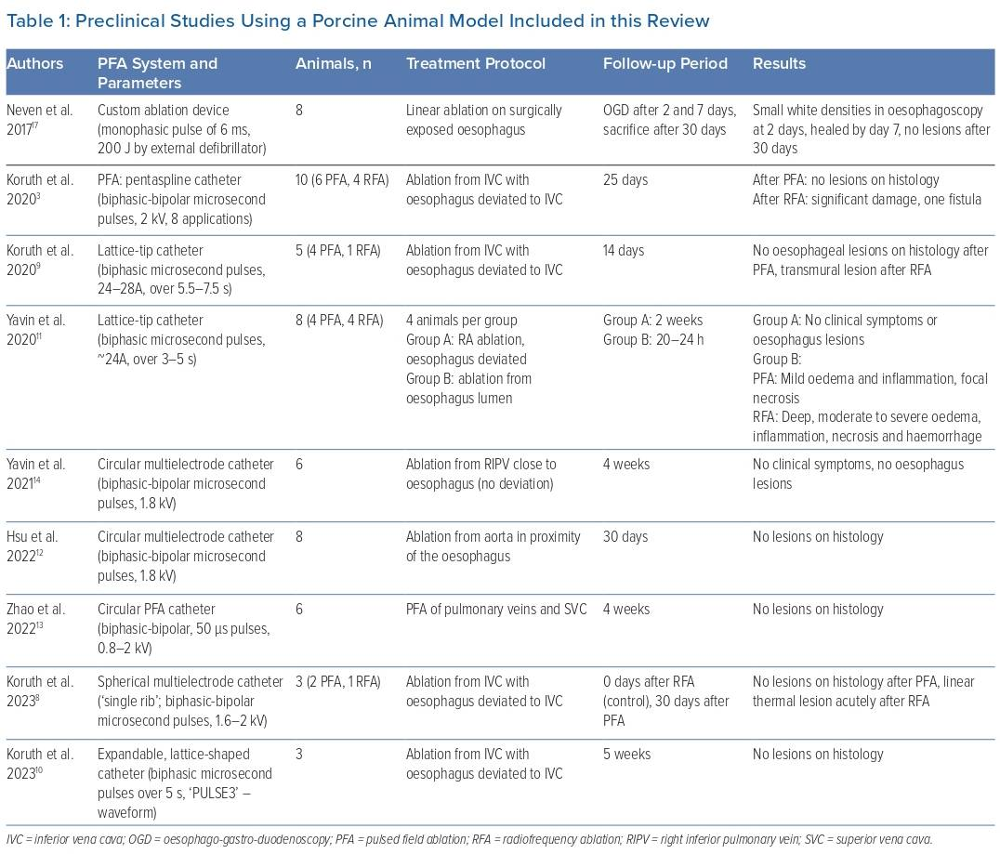 Table 1: Preclinical Studies Using a Porcine Animal Model Included in this Review
Authors
PFA System and
Parameters
Animals, n
Treatment Protocol
Follow-up Period
Results
Neven et al.
2017¹⁷
Custom ablation device
(monophasic pulse of 6 ms,
200 J by external defibrillator)
8
Linear ablation on surgically
exposed oesophagus
OGD after 2 and 7 days,
sacrifice after 30 days
Small white densities in oesophagoscopy
at 2 days, healed by day 7, no lesions after
30 days
Koruth et al.
2020³
PFA: pentaspline catheter
(biphasic-bipolar microsecond
pulses, 2 kV, 8 applications)
10 (6 PFA, 4 RFA)
Ablation from IVC with
oesophagus deviated to IVC
25 days
After PFA: no lesions on histology
After RFA: significant damage, one fistula
Koruth et al.
2020⁹
Lattice-tip catheter
(biphasic microsecond pulses,
24–28A, over 5.5–7.5 s)
5 (4 PFA, 1 RFA)
Ablation from IVC with
oesophagus deviated to IVC
14 days
No oesophageal lesions on histology after
PFA, transmural lesion after RFA
Yavin et al.
2020¹¹
Lattice-tip catheter
(biphasic microsecond pulses,
~24A, over 3–5 s)
8 (4 PFA, 4 RFA)
4 animals per group
Group A: RA ablation,
oesophagus deviated
Group B: ablation from
oesophagus lumen
Group A: 2 weeks
Group B: 20–24 h
Group A: No clinical symptoms or
oesophagus lesions
Group B:
PFA: Mild oedema and inflammation, focal
necrosis
RFA: Deep, moderate to severe oedema,
inflammation, necrosis and haemorrhage
Yavin et al.
2021¹⁴
Circular multielectrode catheter
(biphasic-bipolar microsecond
pulses, 1.8 kV)
6
Ablation from RIPV close to
oesophagus (no deviation)
4 weeks
No clinical symptoms, no oesophagus
lesions
Hsu et al.
2022¹²
Circular multielectrode catheter
(biphasic-bipolar microsecond
pulses, 1.8 kV)
8
Ablation from aorta in proximity
of the oesophagus
30 days
No lesions on histology
Zhao et al.
2022¹³
Circular PFA catheter
(biphasic-bipolar, 50 µs pulses,
0.8–2 kV)
6
PFA of pulmonary veins and SVC
4 weeks
No lesions on histology
Koruth et al.
2023⁸
Spherical multielectrode catheter
(‘single rib’; biphasic-bipolar
microsecond pulses, 1.6–2 kV)
3 (2 PFA, 1 RFA)
Ablation from IVC with
oesophagus deviated to IVC
0 days after RFA
(control), 30 days after
PFA
No lesions on histology after PFA, linear
thermal lesion acutely after RFA
Koruth et al.
2023¹⁰
Expandable, lattice-shaped
catheter (biphasic microsecond
pulses over 5 s, ‘PULSE3’ –
waveform)
3
Ablation from IVC with
oesophagus deviated to IVC
5 weeks
No lesions on histology
IVC = inferior vena cava; OGD = oesophago-gastro-duodenoscopy; PFA = pulsed field ablation; RFA = radiofrequency ablation; RIPV = right inferior pulmonary vein; SVC = superior vena cava.